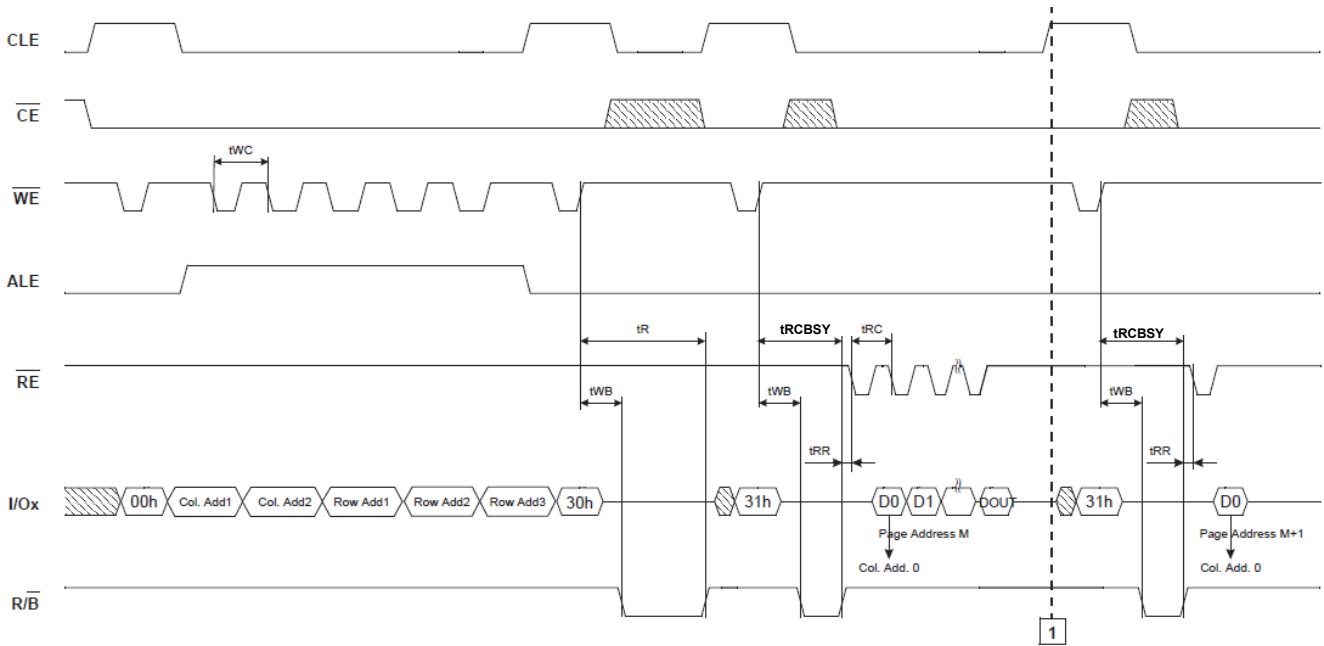 CLE
CE
tWC
WE
ALE
tR
tRCBSY
tRC
tRCBSY
RE
tWB
tWB
tWB
tRR
tRR
I/Ox
00h
Col. Add1
Col. Add2
Row Add1
Row Add2
Row Add3
30h
31h
D0
D1
DOUT
31h
D0
Page Address M
Page Address M+1
Col. Add. 0
Col. Add. 0
R/B
1